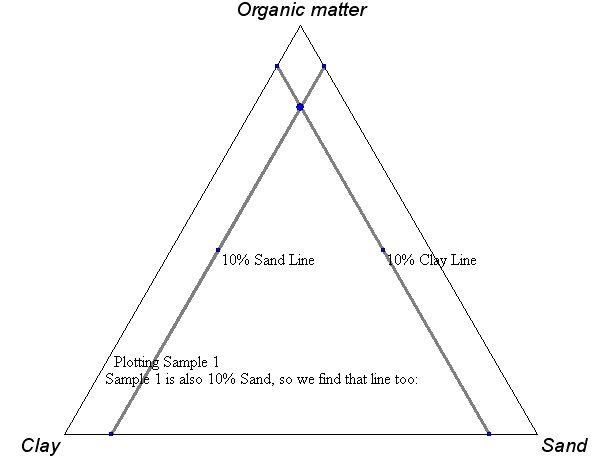 Organic matter
10% Sand Line
10% Clay Line
Plotting Sample 1
Sample 1 is also 10% Sand, so we find that line too:
Clay
Sand